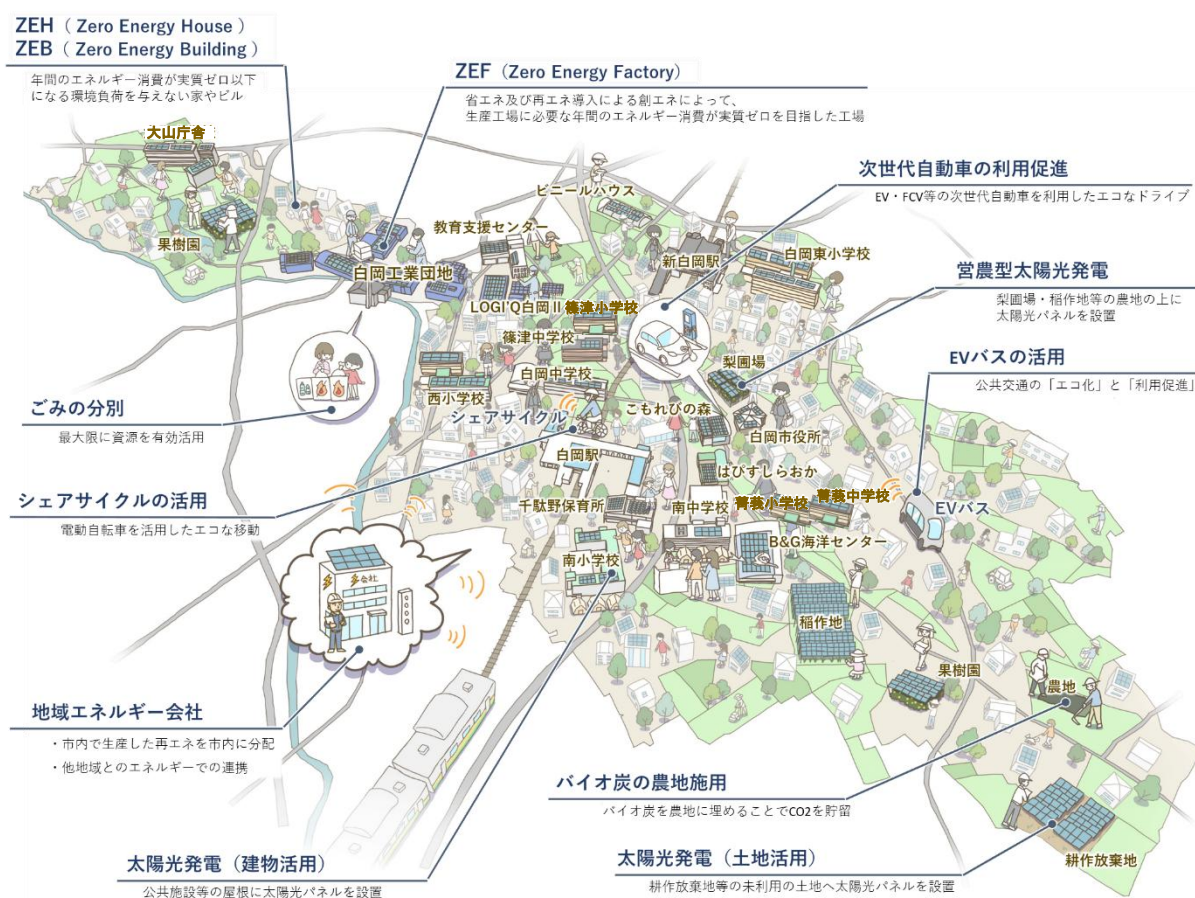 ZEH ( Zero Energy House )
ZEB ( Zero Energy Building )
年間のエネルギー消費が実質ゼロ以下
になる環境負荷を与えない家やビル
ZEF (Zero Energy Factory)
省エネ及び再エネ導入による創エネによって、
生産工場に必要な年間のエネルギー消費が実質ゼロを目指した工場
大山庁舎
次世代自動車の利用促進
EV・FCV等の次世代自動車を利用したエコなドライブ
ビニールハウス
教育支援センター
果樹園
白岡工業団地
新白岡駅
白岡東小学校
営農型太陽光発電
梨圃場・稲作地等の農地の上に
太陽光パネルを設置
LOGI'Q白岡Ⅱ
篠津小学校
篠津中学校
梨圃場
EVバスの活用
公共交通の「エコ化」と「利用促進」
白岡中学校
西小学校
ごみの分別
最大限に資源を有効活用
シェアサイクル
こもれびの森
白岡市役所
白岡駅
はぴすしらおか
シェアサイクルの活用
電動自転車を活用したエコな移動
千駄野保育所
南中学校
菁莪小学校
菁莪中学校
EVバス
B&G海洋センター
南小学校
会社
稲作地
果樹園
農地
地域エネルギー会社
・市内で生産した再エネを市内に分配
・他地域とのエネルギーでの連携
バイオ炭の農地施用
バイオ炭を農地に埋めることでCO2を貯留
太陽光発電（建物活用）
公共施設等の屋根に太陽光パネルを設置
太陽光発電（土地活用）
耕作放棄地等の未利用の土地へ太陽光パネルを設置
耕作放棄地